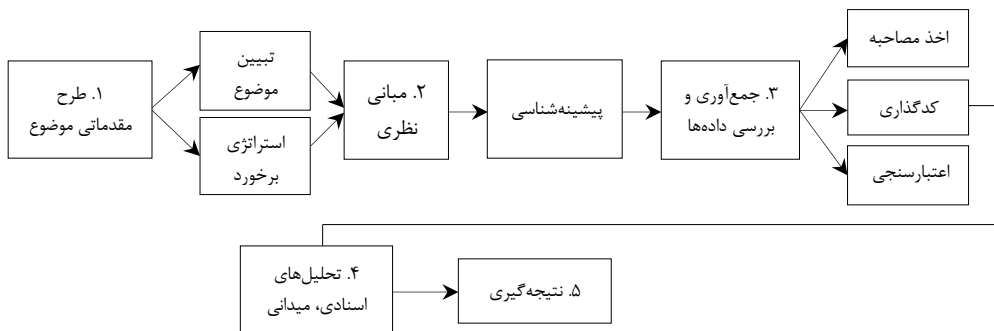 ۱. طرح
مقدماتی موضوع
تبیین
موضوع
استراتژی
برخورد
۲. مبانی
نظری
پیشینه‌شناسی
۳. جمع‌آوری و
بررسی داده‌ها
اخذ مصاحبه
کدگذاری
اعتبارسنجی
۴. تحلیل‌های
اسنادی، میدانی
۵. نتیجه‌گیری